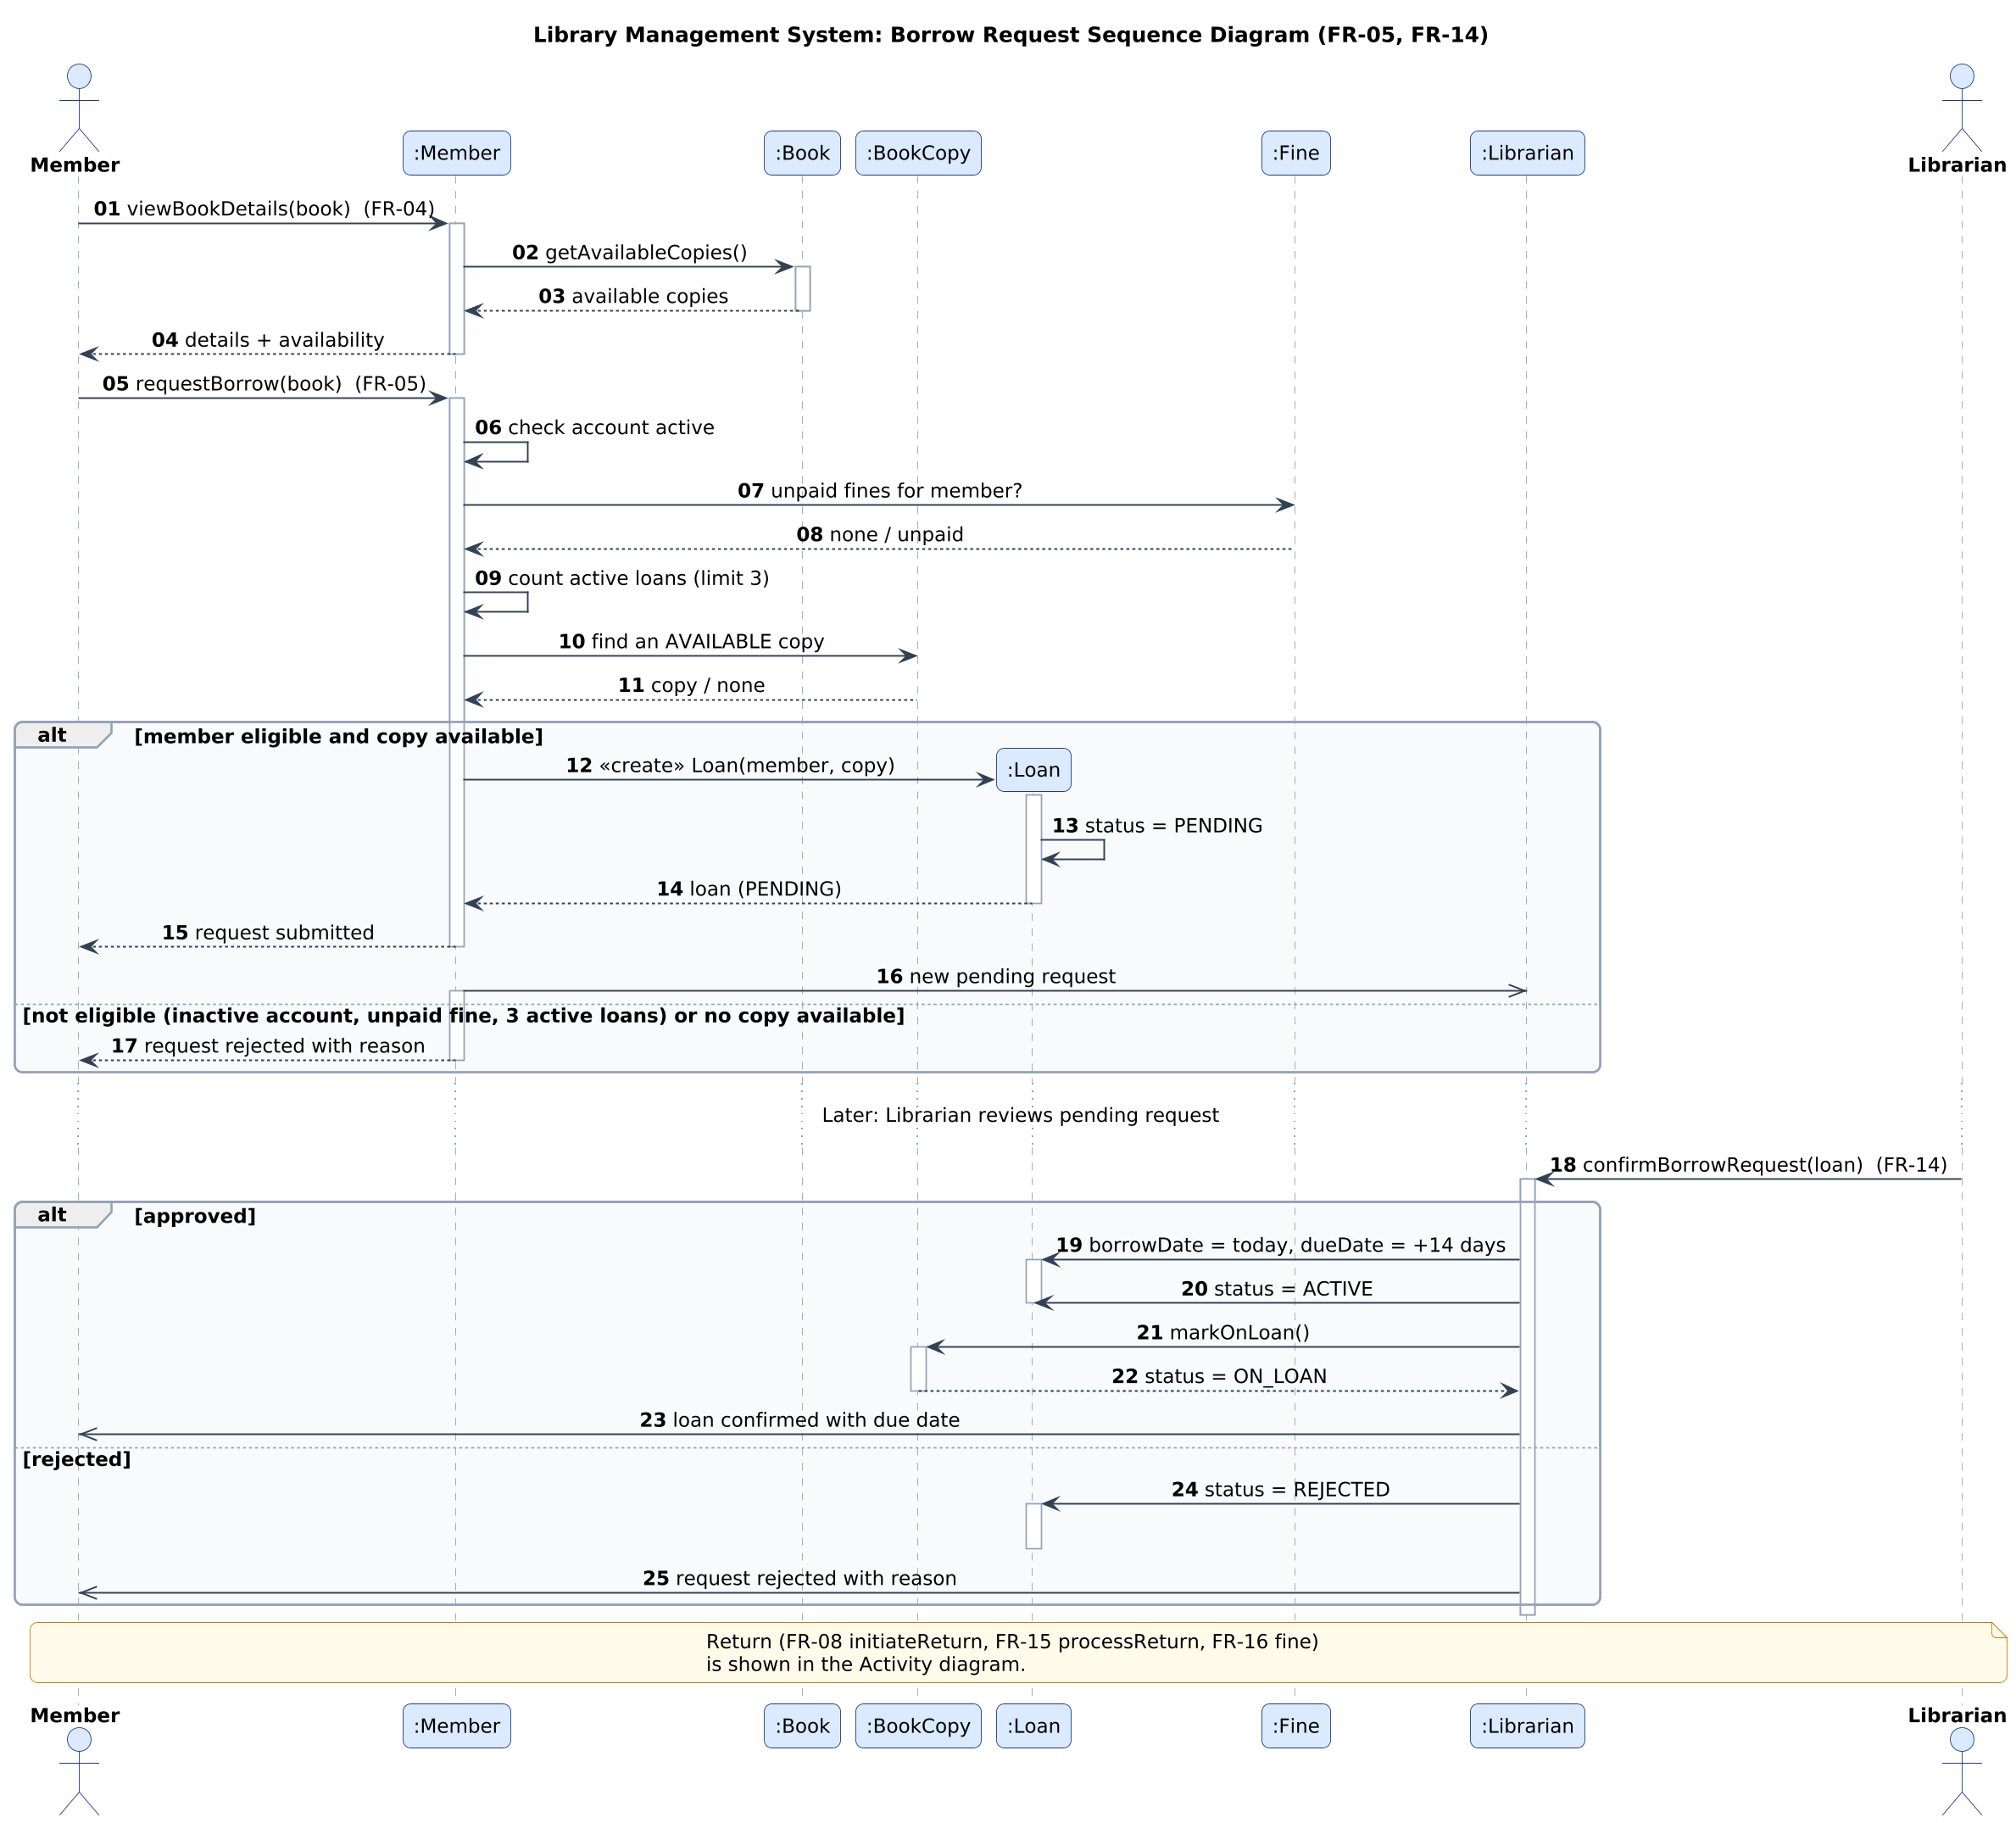 Library Management System: Borrow Request Sequence Diagram (FR-05, FR-14)
Member
:Member
:Book
:BookCopy
:Fine
:Librarian
Librarian
01 viewBookDetails(book)  (FR-04)
02 getAvailableCopies()
03 available copies
04 details + availability
05 requestBorrow(book)  (FR-05)
06 check account active
07 unpaid fines for member?
08 none / unpaid
09 count active loans (limit 3)
10 find an AVAILABLE copy
11 copy / none
alt
[member eligible and copy available]
12 «create» Loan(member, copy)
:Loan
13 status = PENDING
14 loan (PENDING)
15 request submitted
16 new pending request
[not eligible (inactive account, unpaid fine, 3 active loans) or no copy available]
17 request rejected with reason
Later: Librarian reviews pending request
18 confirmBorrowRequest(loan)  (FR-14)
alt
[approved]
19 borrowDate = today, dueDate = +14 days
20 status = ACTIVE
21 markOnLoan()
22 status = ON_LOAN
23 loan confirmed with due date
[rejected]
24 status = REJECTED
25 request rejected with reason
Return (FR-08 initiateReturn, FR-15 processReturn, FR-16 fine)
is shown in the Activity diagram.
Member
:Member
:Book
:BookCopy
:Loan
:Fine
:Librarian
Librarian